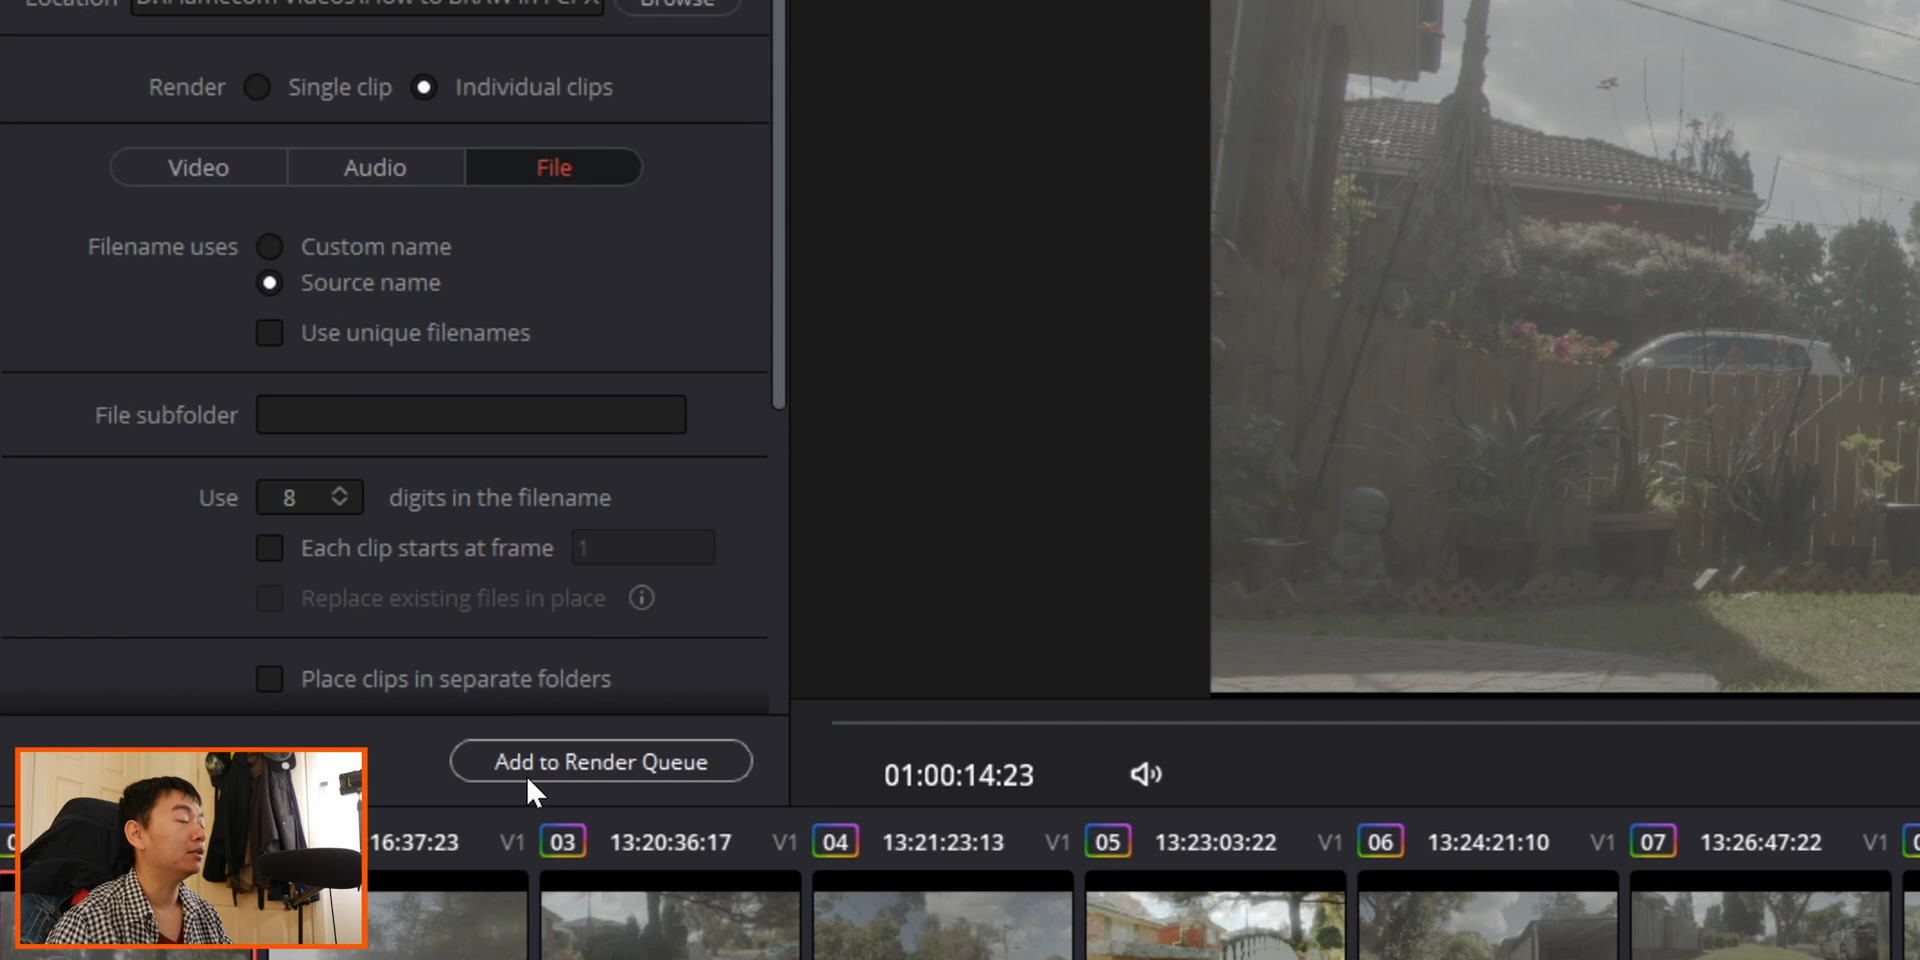 Location
Browse
Render Single clip Individual clips
Video Audio File
Filename uses Custom name
Source name
Use unique filenames
File subfolder
Use 8 digits in the filename
Each clip starts at frame 1
Replace existing files in place
Place clips in separate folders
Add to Render Queue
01:00:14:23
16:37:23 V1 03 13:20:36:17 V1 04 13:21:23:13 V1 05 13:23:03:22 V1 06 13:24:21:10 V1 07 13:26:47:22 V1